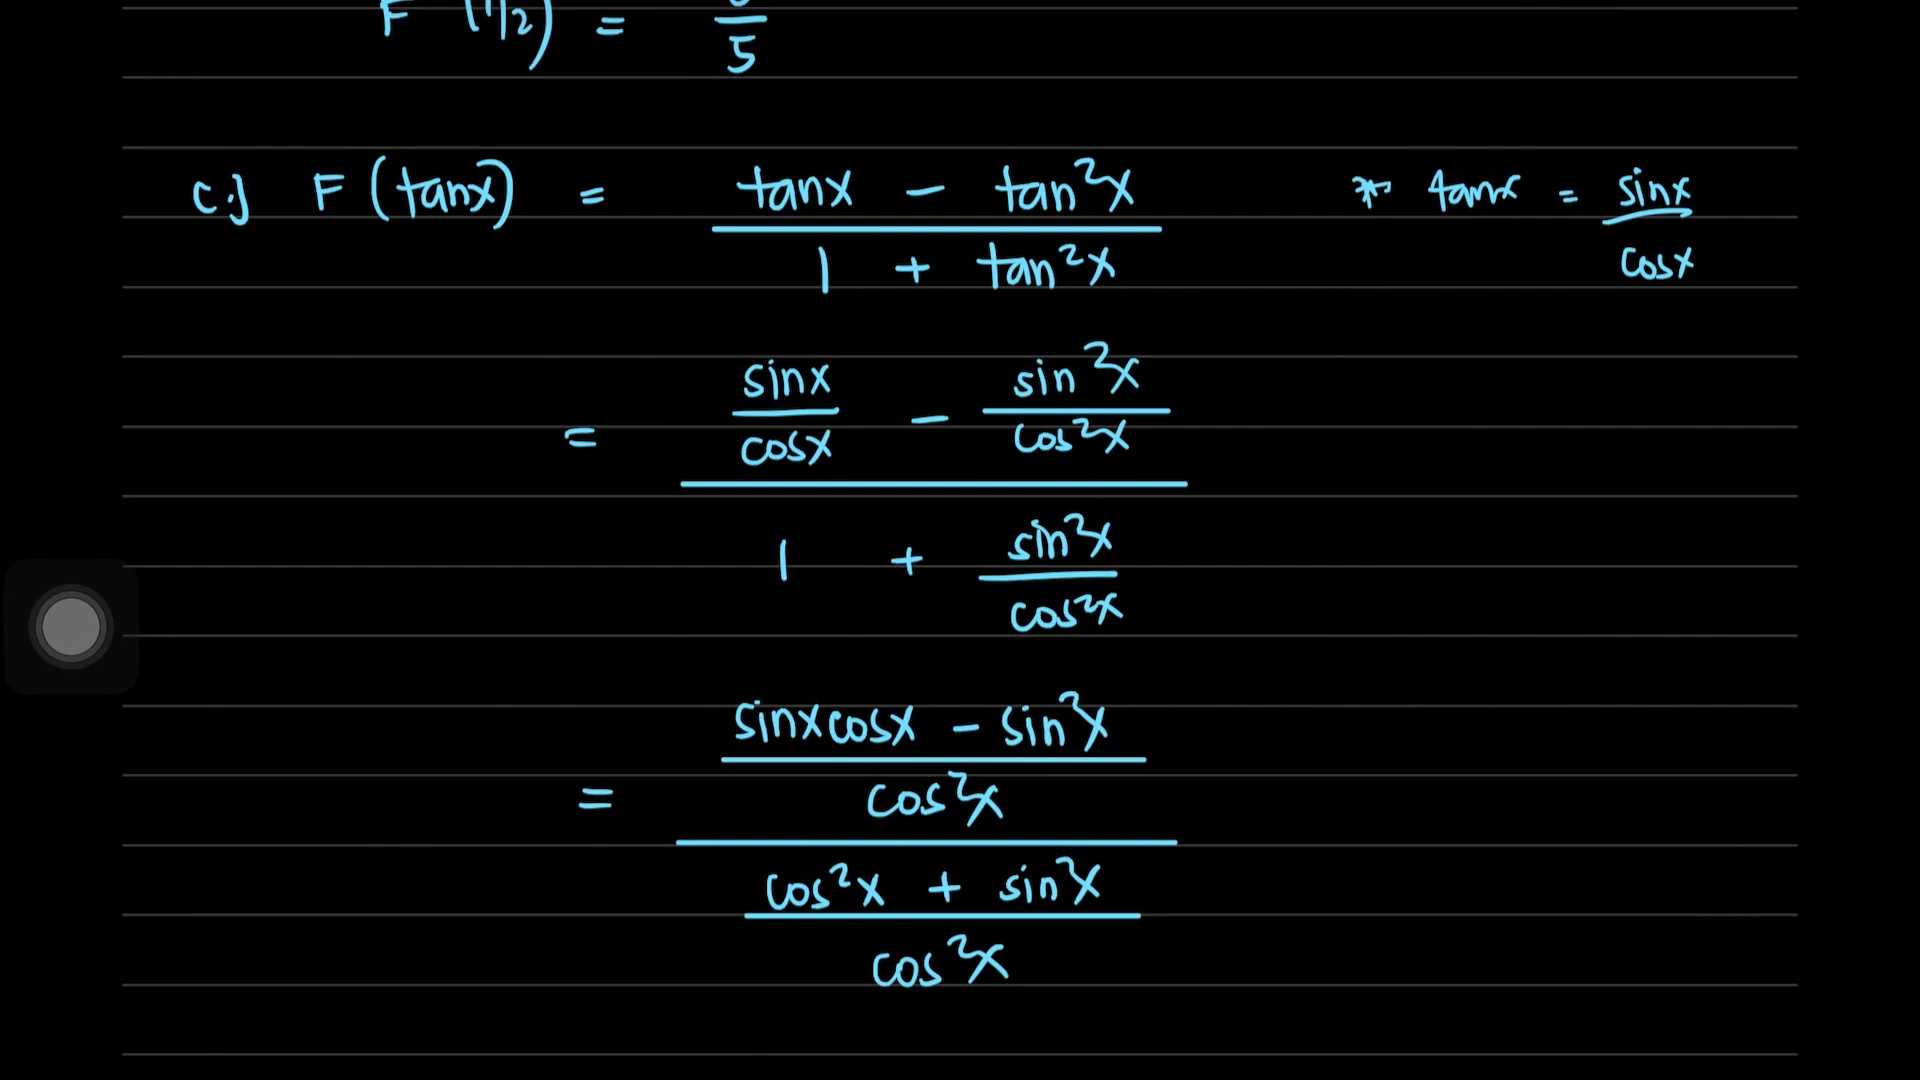 F (1/2) = /5
c.) F (tanx) = (tanx - tan²x)/(1 + tan²x) * tanx = sinx/cosx
= (sinx/cosx - sin²x/cos²x)/(1 + sin²x/cos²x)
= ((sinxcosx - sin²x)/cos²x)/((cos²x + sin²x)/cos²x)